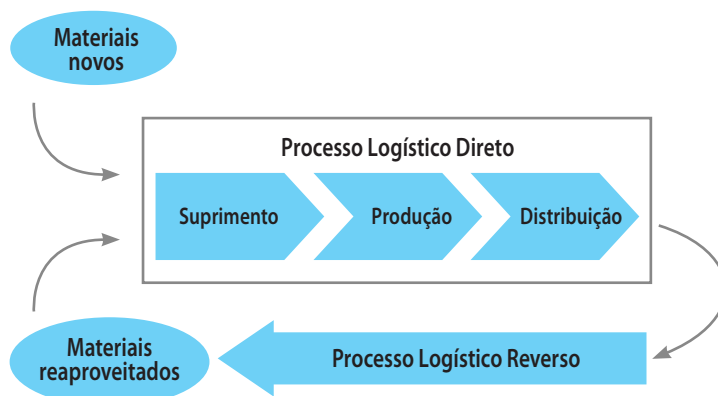 Materiais
novos
Processo Logístico Direto
Suprimento
Produção
Distribuição
Materiais
reaproveitados
Processo Logístico Reverso